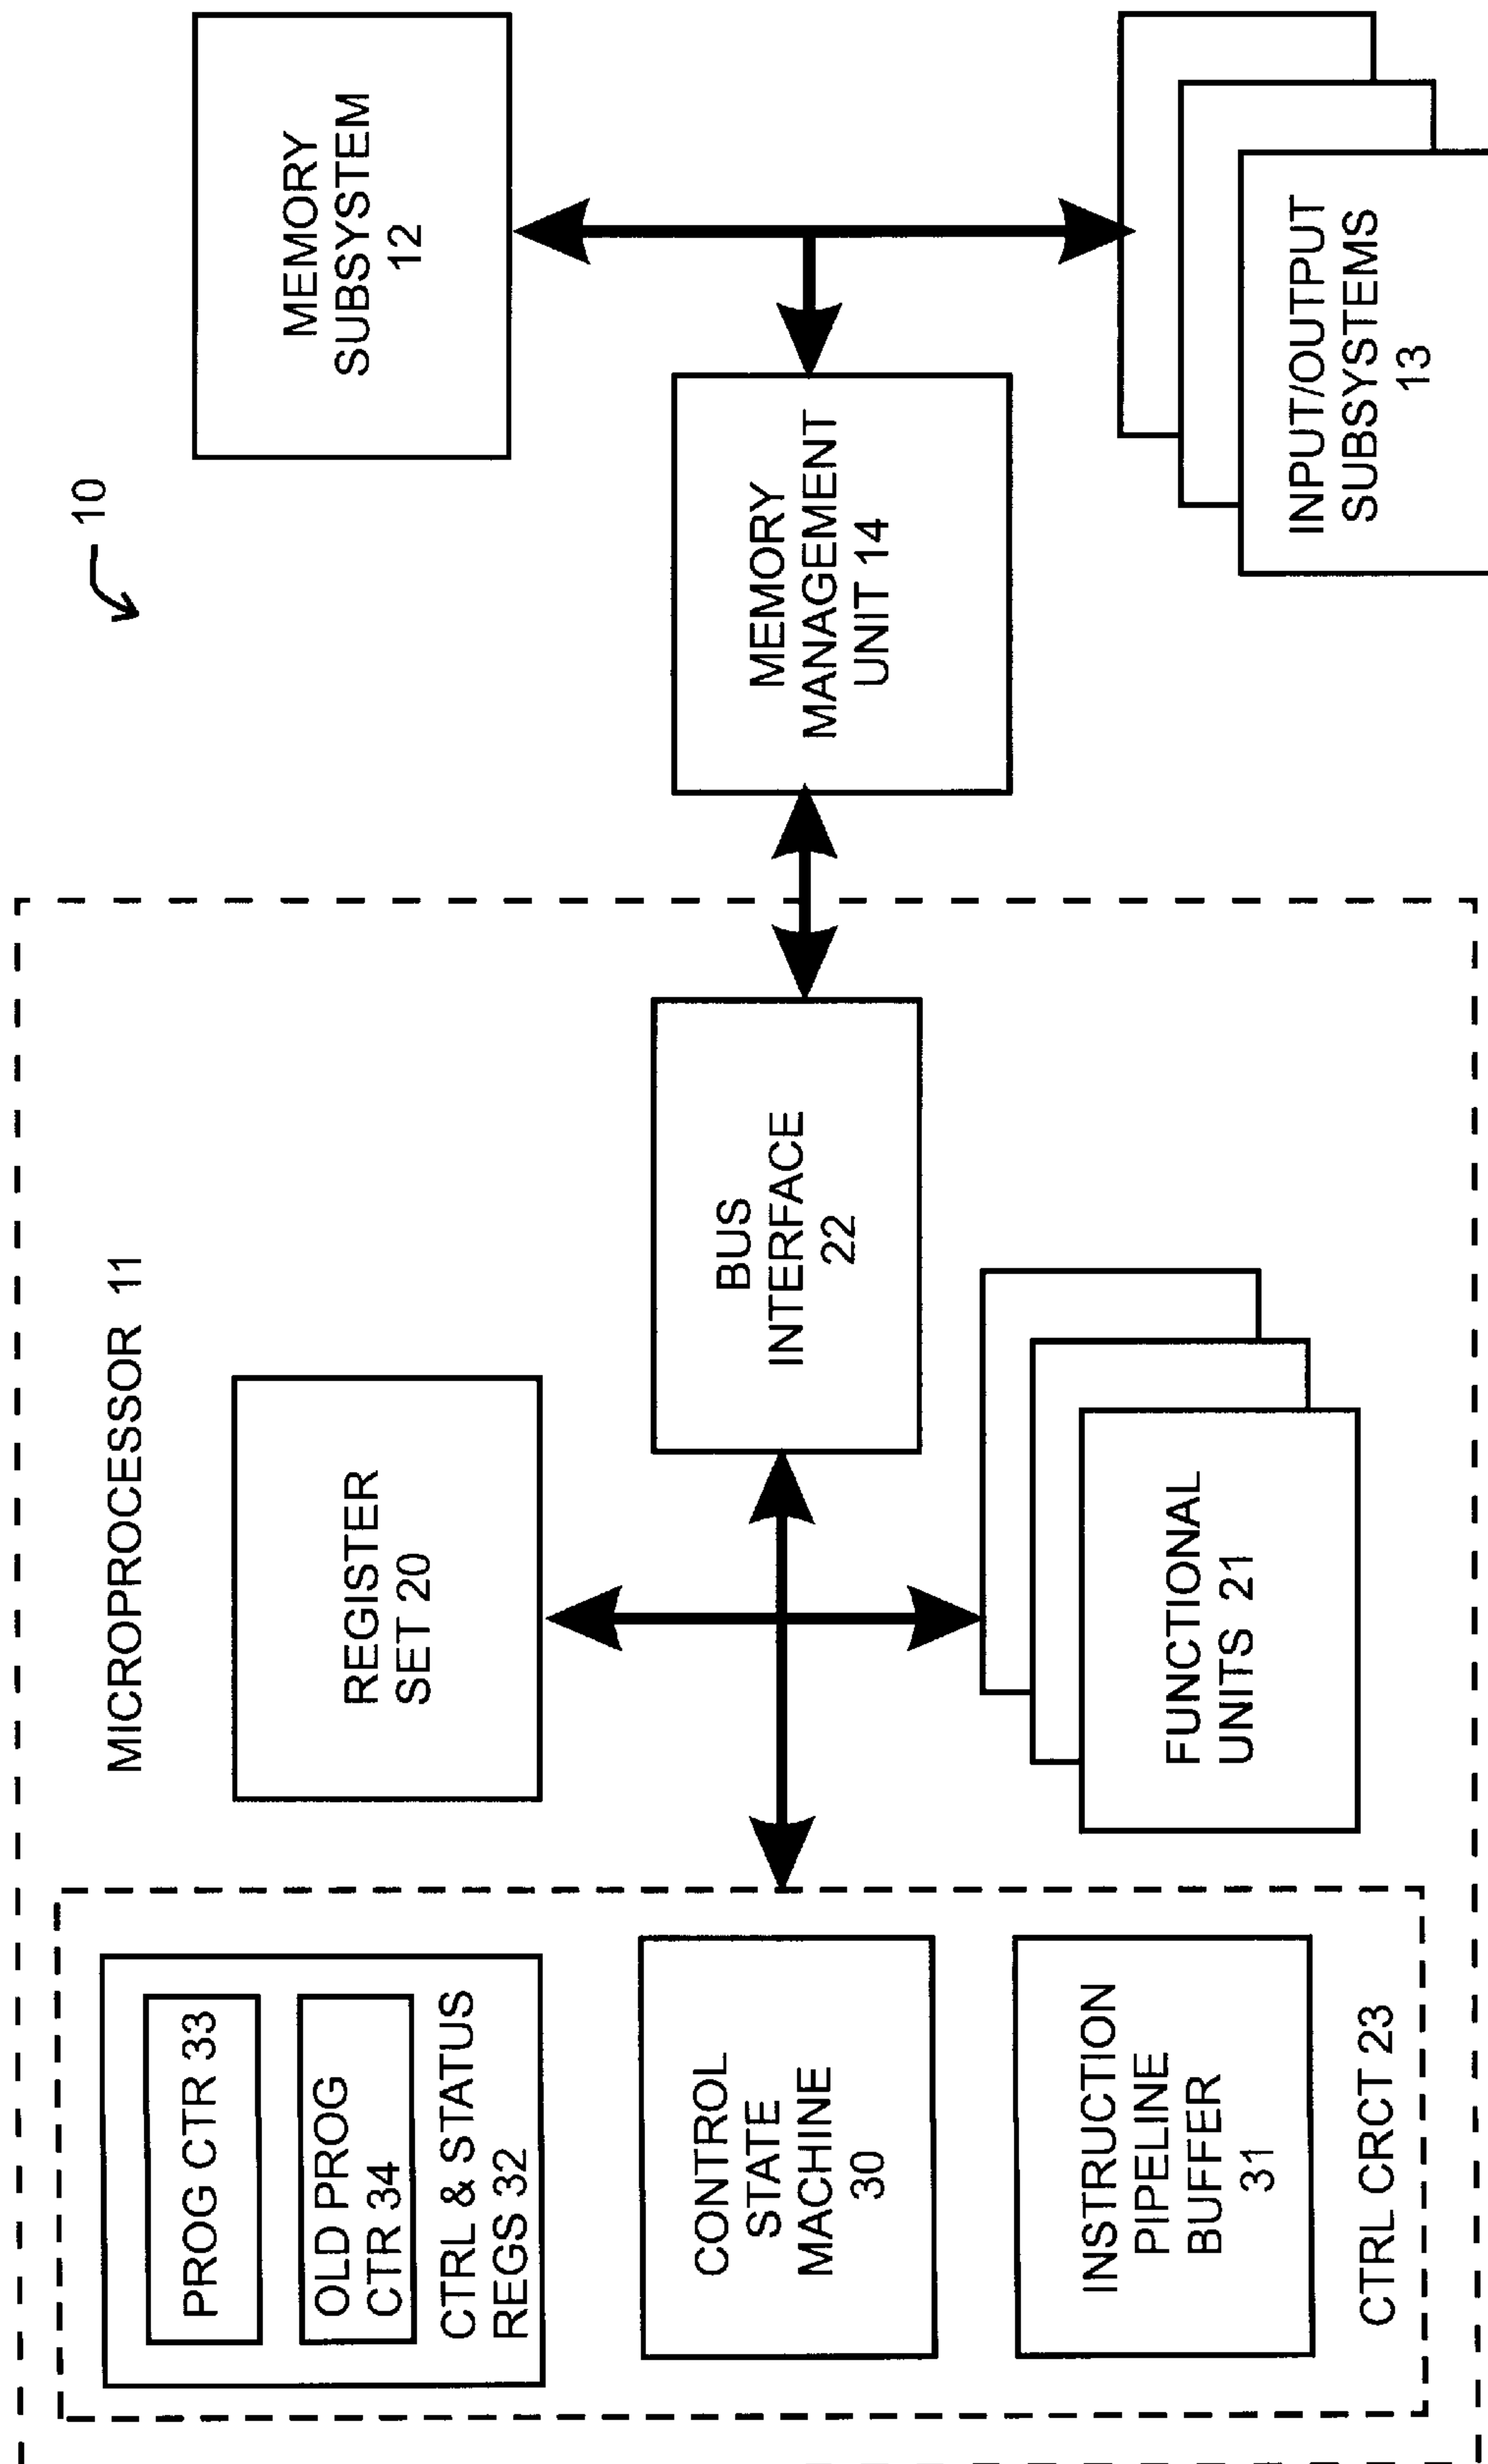 10
MICROPROCESSOR 11
PROG CTR 33
OLD PROG
CTR 34
CTRL & STATUS
REGS 32
CONTROL
STATE
MACHINE
30
INSTRUCTION
PIPELINE
BUFFER
31
CTRL CRCT 23
REGISTER
SET 20
FUNCTIONAL
UNITS 21
BUS
INTERFACE
22
MEMORY
MANAGEMENT
UNIT 14
MEMORY
SUBSYSTEM
12
INPUT/OUTPUT
SUBSYSTEMS
13